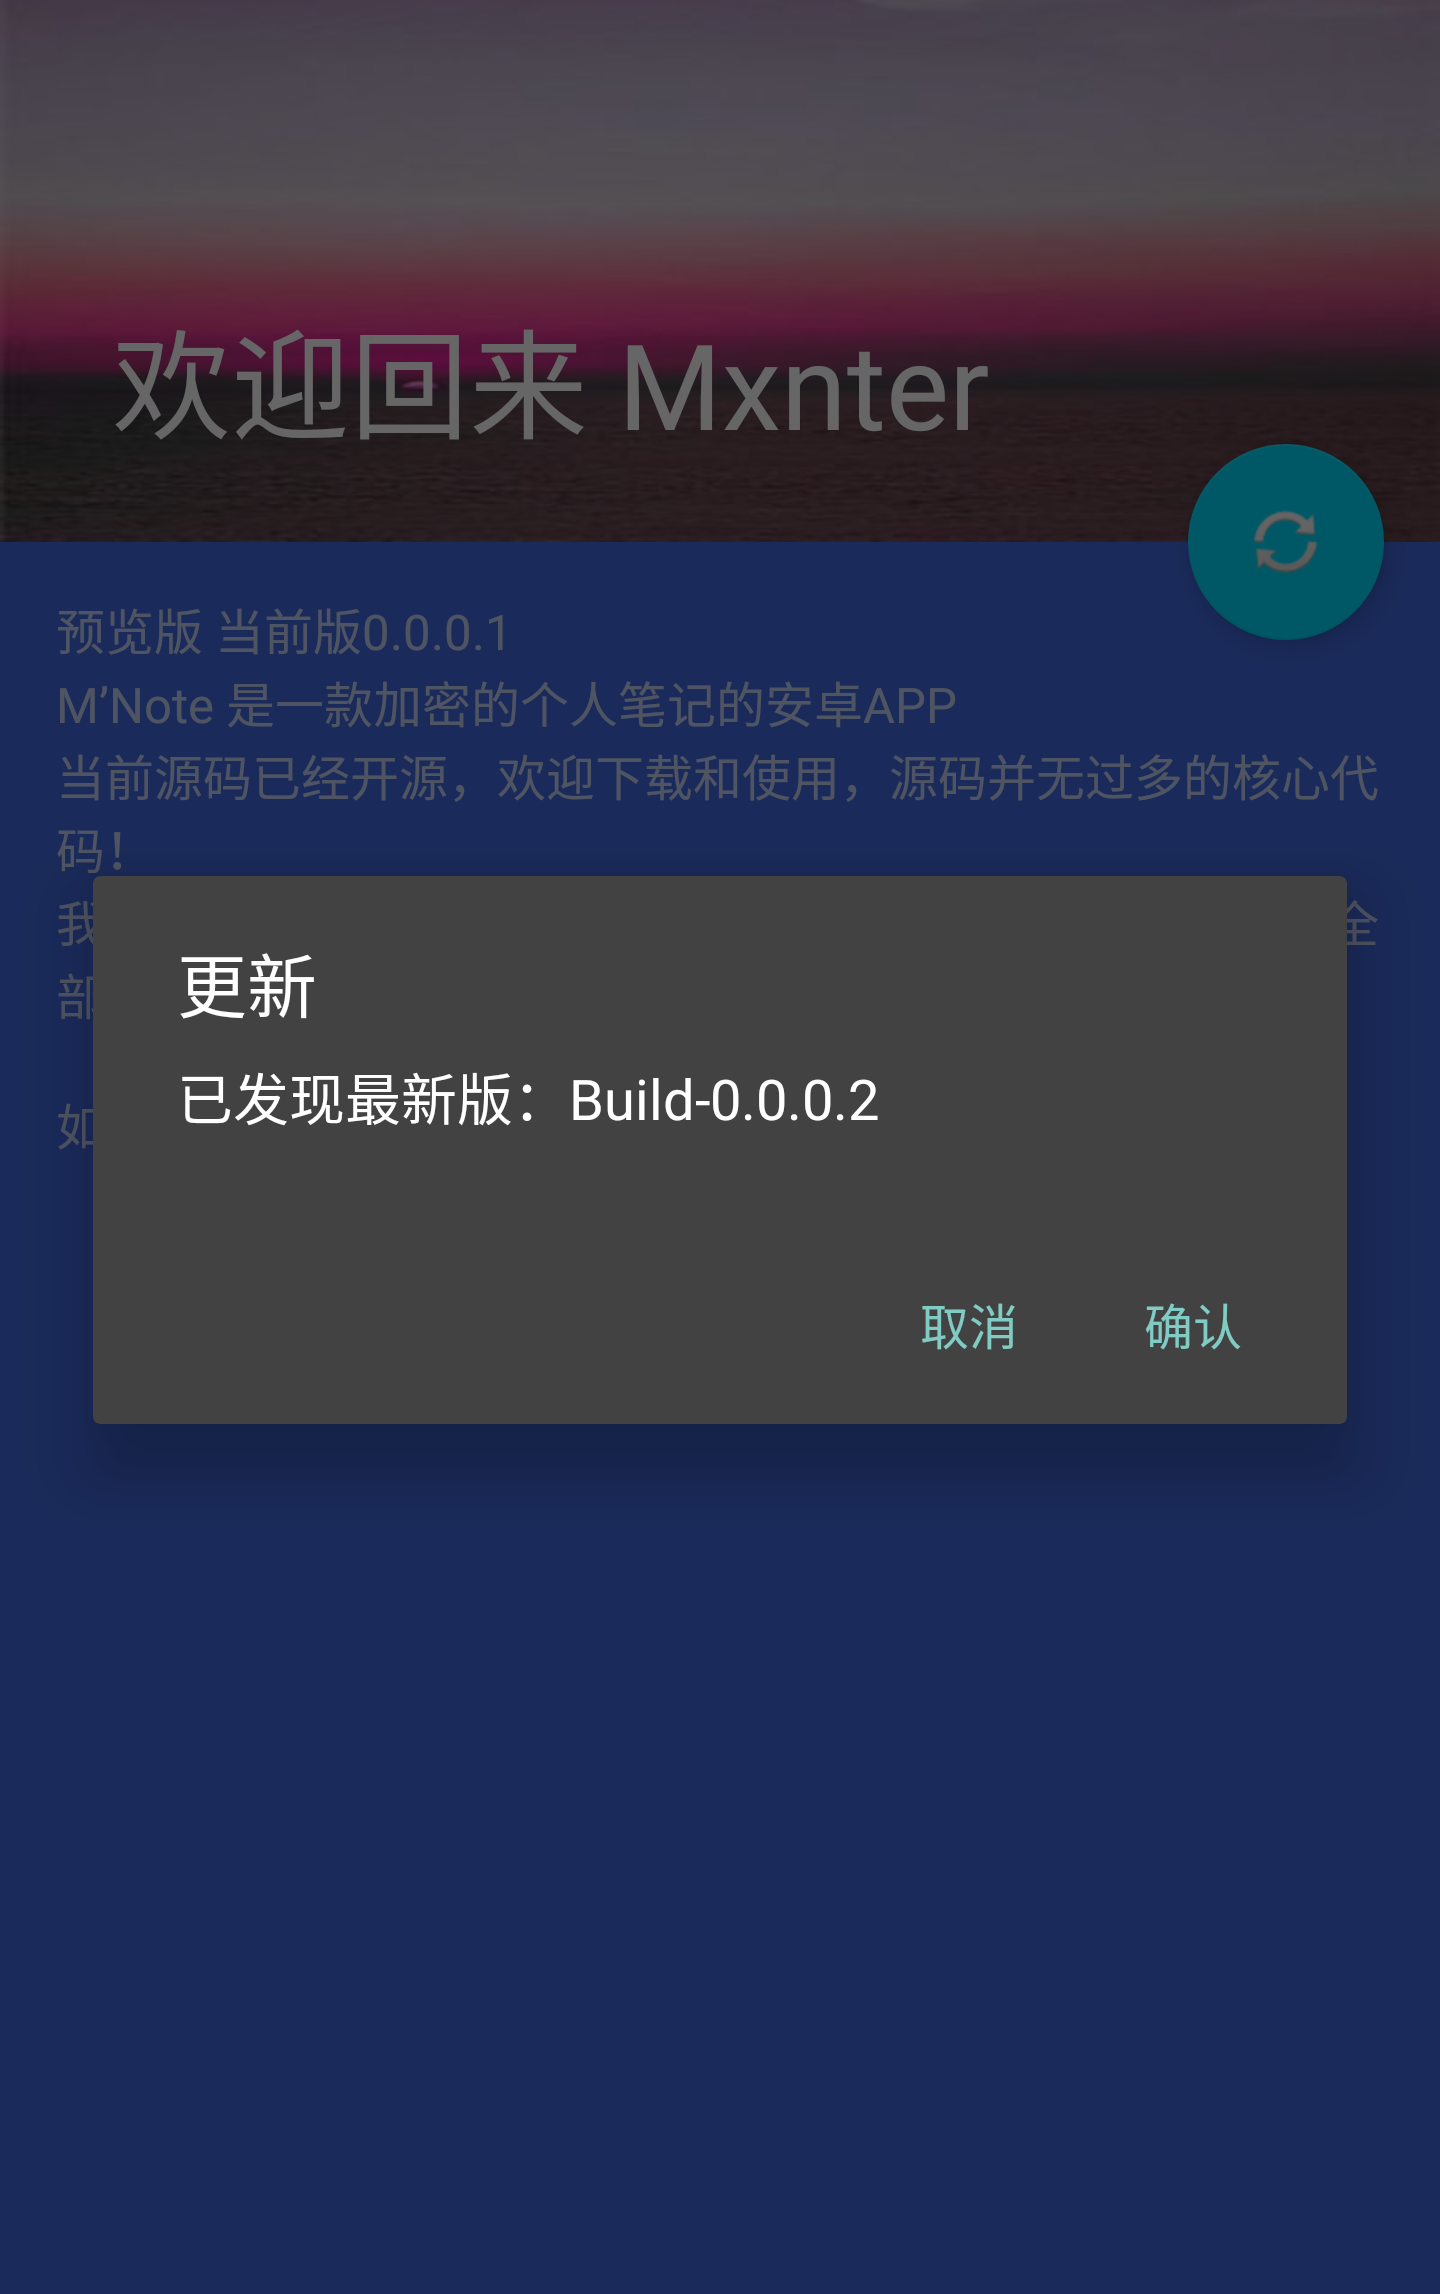 欢迎回来 Mxnter
预览版 当前版0.0.0.1
M’Note 是一款加密的个人笔记的安卓APP
当前源码已经开源，欢迎下载和使用，源码并无过多的核心代
码！
我 全
部
如
更新
已发现最新版：Build-0.0.0.2
取消 确认